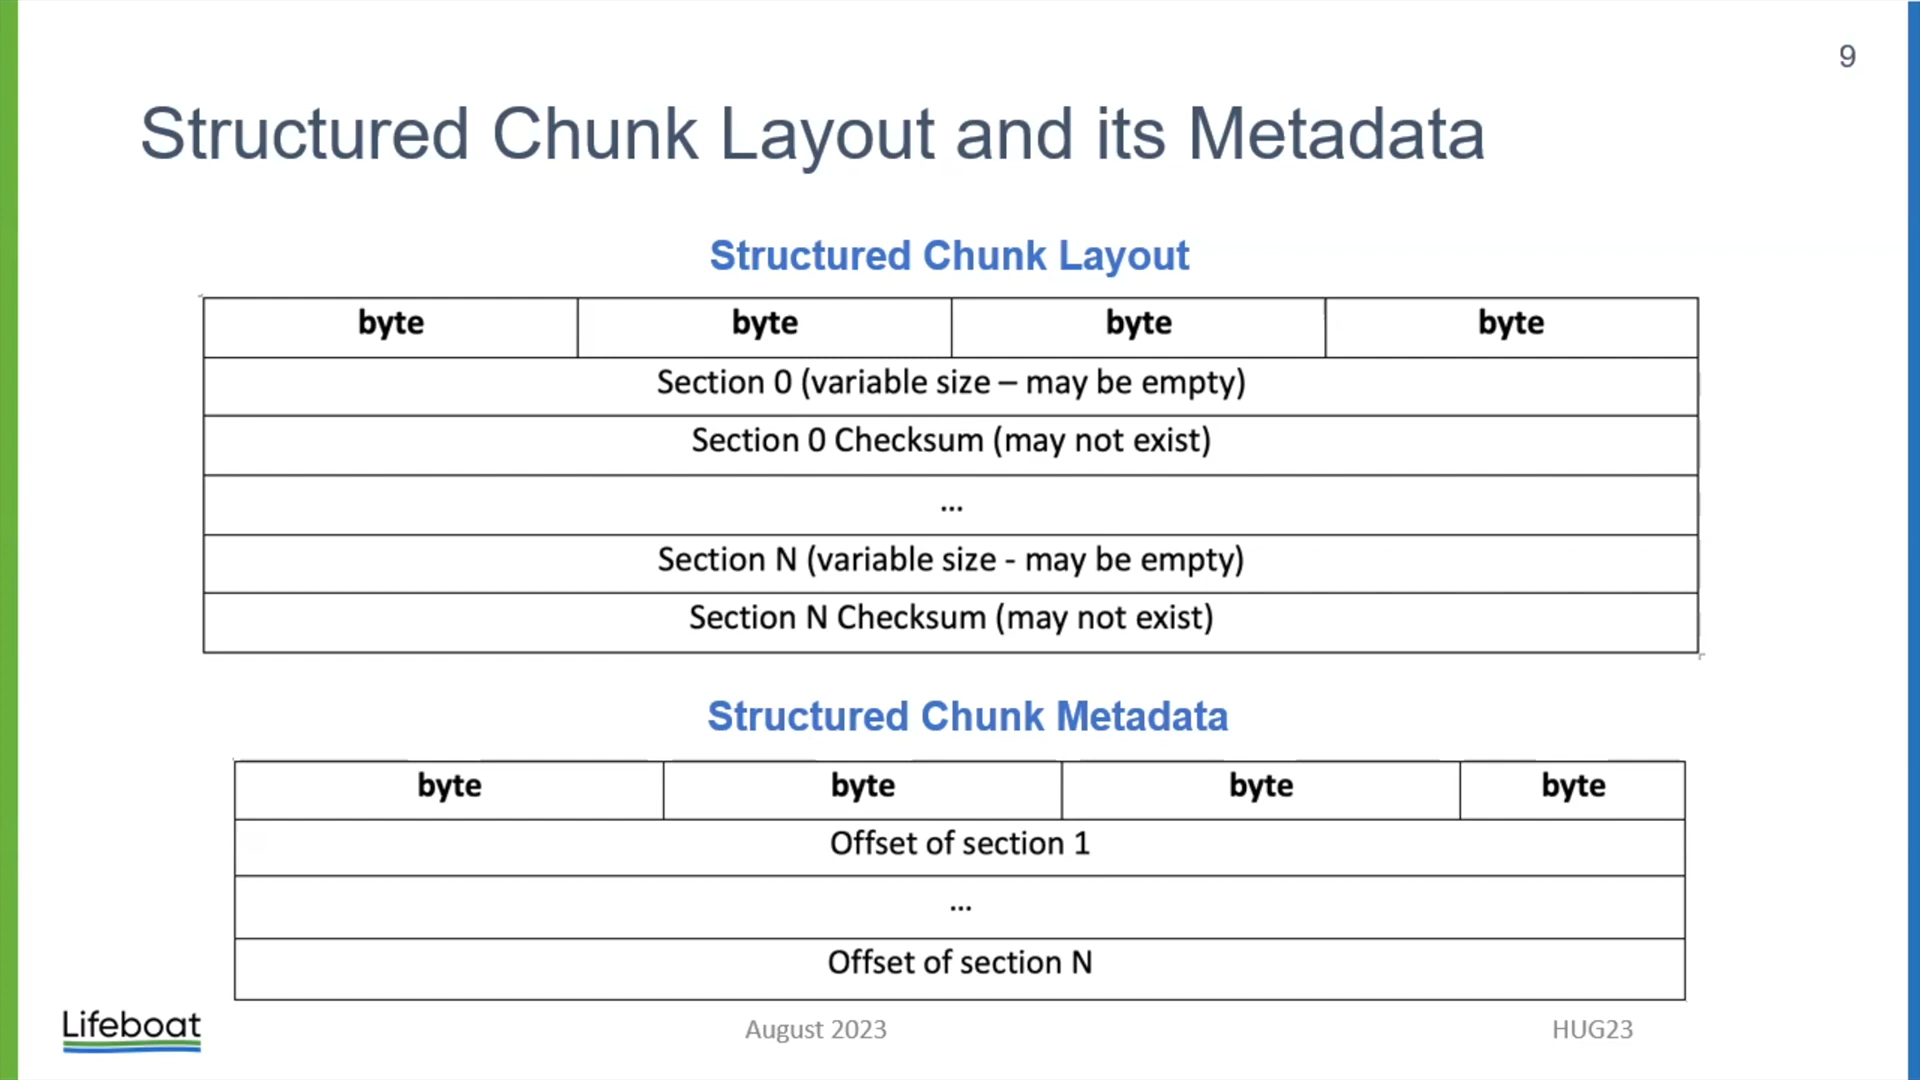 9
Structured Chunk Layout and its Metadata
Structured Chunk Layout
byte byte byte byte
Section 0 (variable size – may be empty)
Section 0 Checksum (may not exist)
...
Section N (variable size - may be empty)
Section N Checksum (may not exist)
Structured Chunk Metadata
byte byte byte byte
Offset of section 1
...
Offset of section N
Lifeboat
August 2023
HUG23